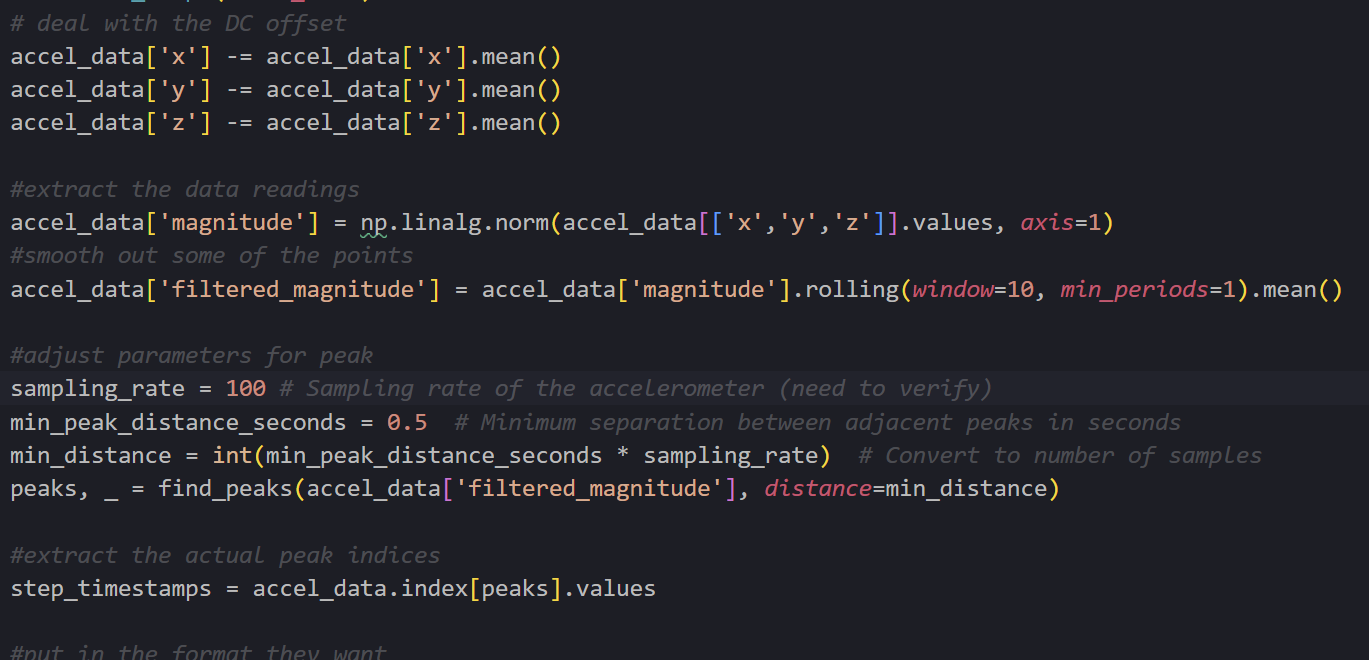 # deal with the DC offset
accel_data['x'] -= accel_data['x'].mean()
accel_data['y'] -= accel_data['y'].mean()
accel_data['z'] -= accel_data['z'].mean()
#extract the data readings
accel_data['magnitude'] = np.linalg.norm(accel_data[['x','y','z']].values, axis=1)
#smooth out some of the points
accel_data['filtered_magnitude'] = accel_data['magnitude'].rolling(window=10, min_periods=1).mean()
#adjust parameters for peak
sampling_rate = 100 # Sampling rate of the accelerometer (need to verify)
min_peak_distance_seconds = 0.5  # Minimum separation between adjacent peaks in seconds
min_distance = int(min_peak_distance_seconds * sampling_rate)  # Convert to number of samples
peaks, _ = find_peaks(accel_data['filtered_magnitude'], distance=min_distance)
#extract the actual peak indices
step_timestamps = accel_data.index[peaks].values
#put in the format they want